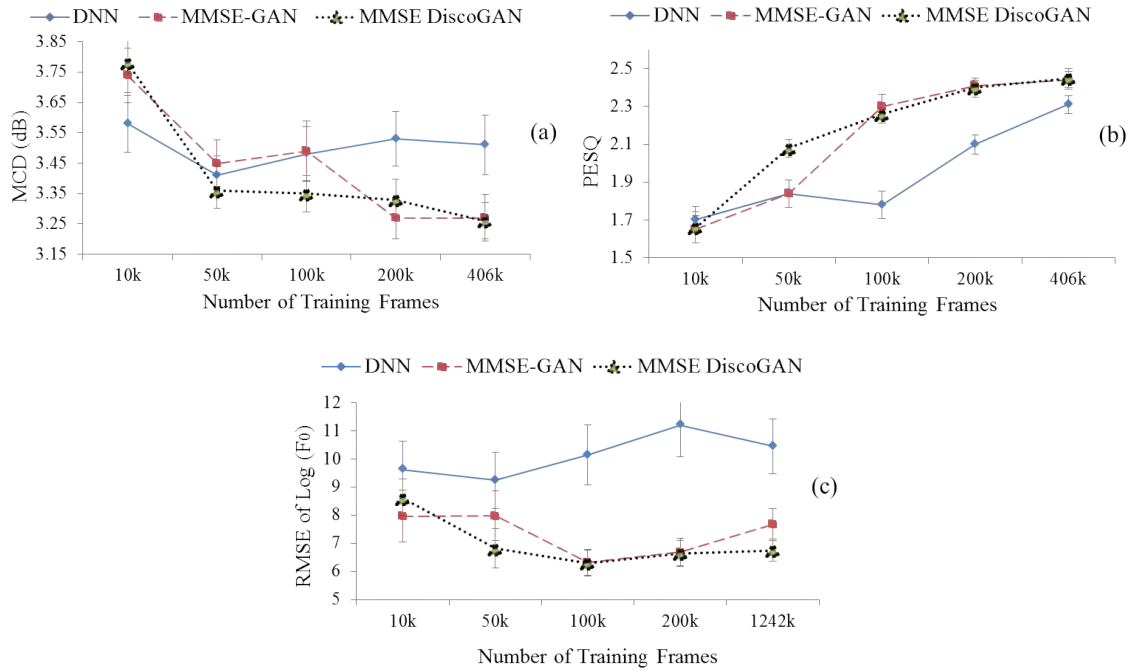 DNN MMSE-GAN MMSE DiscoGAN
3.85
3.75
3.65
3.55
3.45
3.35
3.25
3.15
MCD (dB)
10k 50k 100k 200k 406k
Number of Training Frames
(a)
DNN MMSE-GAN MMSE DiscoGAN
2.5
2.3
2.1
1.9
1.7
1.5
PESQ
10k 50k 100k 200k 406k
Number of Training Frames
(b)
DNN MMSE-GAN MMSE DiscoGAN
12
11
10
9
8
7
6
5
RMSE of Log (F0)
10k 50k 100k 200k 1242k
Number of Training Frames
(c)